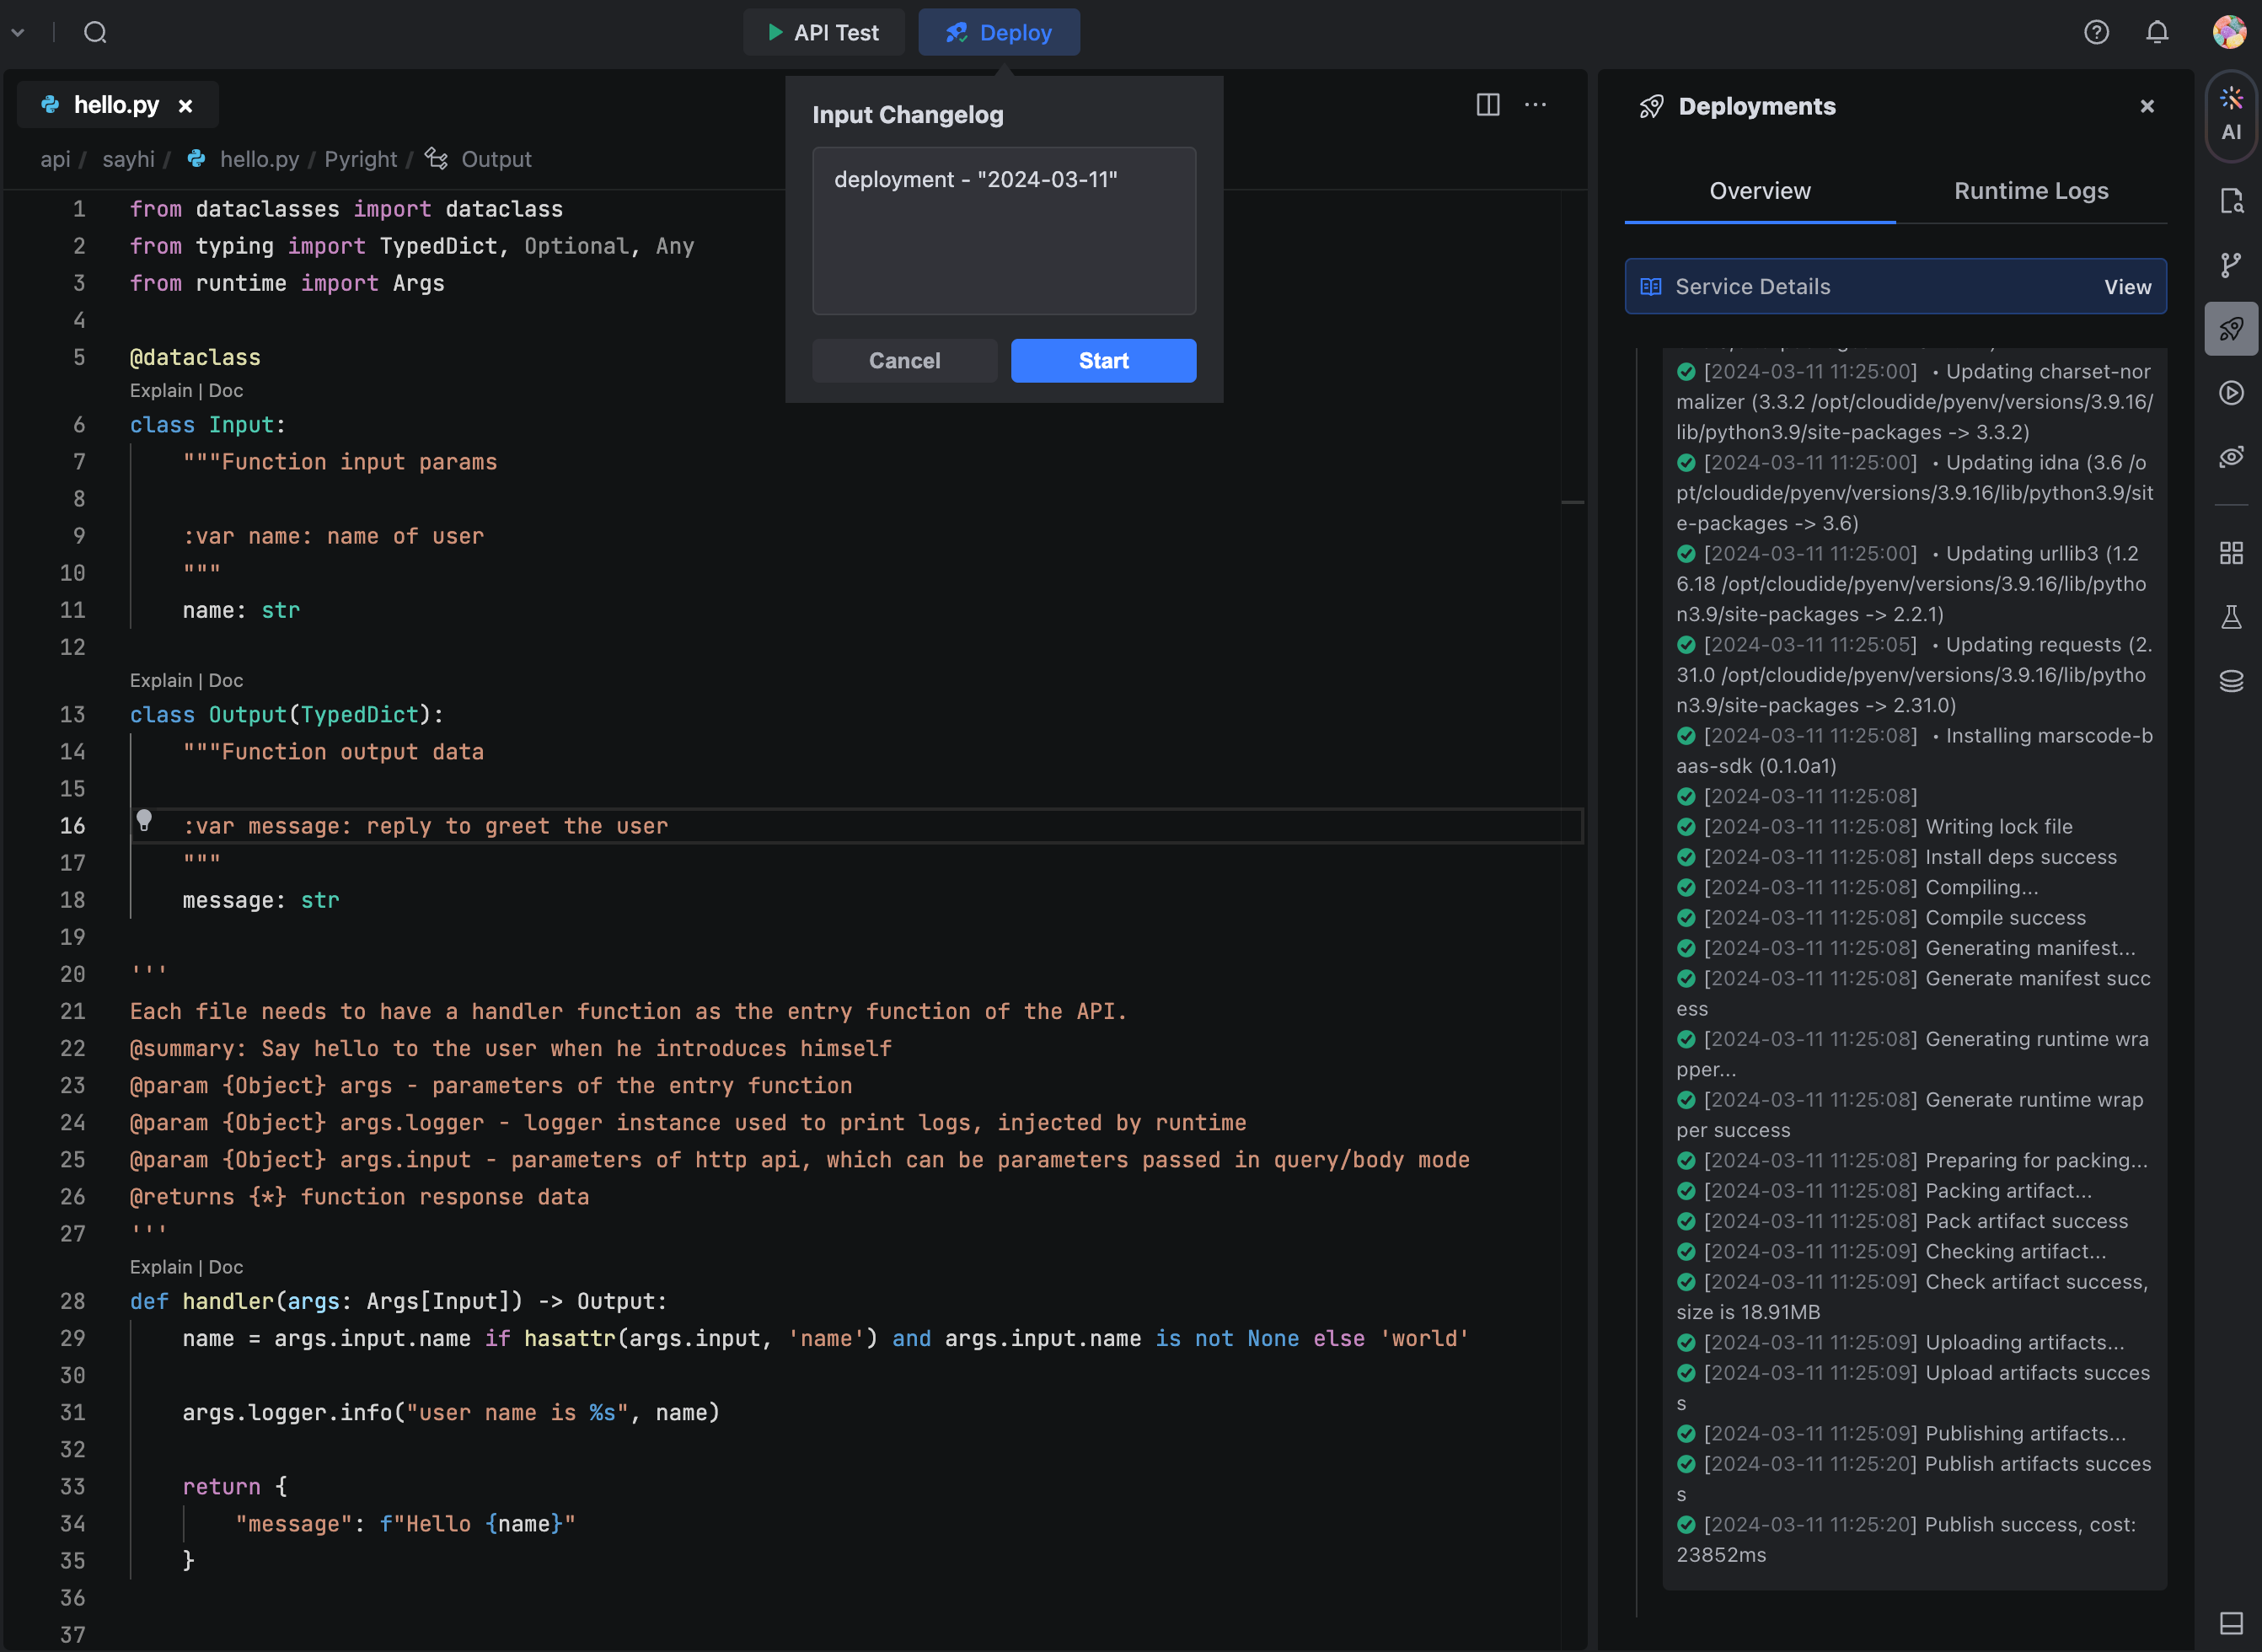 API Test
Deploy
hello.py
api / sayhi / hello.py / Pyright / Output
Input Changelog
deployment - "2024-03-11"
Cancel
Start
1 from dataclasses import dataclass
2 from typing import TypedDict, Optional, Any
3 from runtime import Args
4
5 @dataclass
Explain | Doc
6 class Input:
7 """Function input params
8
9 :var name: name of user
10 """
11 name: str
12
Explain | Doc
13 class Output(TypedDict):
14 """Function output data
15
16 :var message: reply to greet the user
17 """
18 message: str
19
20 '''
21 Each file needs to have a handler function as the entry function of the API.
22 @summary: Say hello to the user when he introduces himself
23 @param {Object} args - parameters of the entry function
24 @param {Object} args.logger - logger instance used to print logs, injected by runtime
25 @param {Object} args.input - parameters of http api, which can be parameters passed in query/body mode
26 @returns {*} function response data
27 '''
Explain | Doc
28 def handler(args: Args[Input]) -> Output:
29 name = args.input.name if hasattr(args.input, 'name') and args.input.name is not None else 'world'
30
31 args.logger.info("user name is %s", name)
32
33 return {
34 "message": f"Hello {name}"
35 }
36
37
Deployments
Overview
Runtime Logs
Service Details
View
[2024-03-11 11:25:00] • Updating charset-nor
malizer (3.3.2 /opt/cloudide/pyenv/versions/3.9.16/
lib/python3.9/site-packages -> 3.3.2)
[2024-03-11 11:25:00] • Updating idna (3.6 /o
pt/cloudide/pyenv/versions/3.9.16/lib/python3.9/sit
e-packages -> 3.6)
[2024-03-11 11:25:00] • Updating urllib3 (1.2
6.18 /opt/cloudide/pyenv/versions/3.9.16/lib/pytho
n3.9/site-packages -> 2.2.1)
[2024-03-11 11:25:05] • Updating requests (2.
31.0 /opt/cloudide/pyenv/versions/3.9.16/lib/pytho
n3.9/site-packages -> 2.31.0)
[2024-03-11 11:25:08] • Installing marscode-b
aas-sdk (0.1.0a1)
[2024-03-11 11:25:08]
[2024-03-11 11:25:08] Writing lock file
[2024-03-11 11:25:08] Install deps success
[2024-03-11 11:25:08] Compiling...
[2024-03-11 11:25:08] Compile success
[2024-03-11 11:25:08] Generating manifest...
[2024-03-11 11:25:08] Generate manifest succ
ess
[2024-03-11 11:25:08] Generating runtime wra
pper...
[2024-03-11 11:25:08] Generate runtime wrap
per success
[2024-03-11 11:25:08] Preparing for packing...
[2024-03-11 11:25:08] Packing artifact...
[2024-03-11 11:25:08] Pack artifact success
[2024-03-11 11:25:09] Checking artifact...
[2024-03-11 11:25:09] Check artifact success,
size is 18.91MB
[2024-03-11 11:25:09] Uploading artifacts...
[2024-03-11 11:25:09] Upload artifacts succes
s
[2024-03-11 11:25:09] Publishing artifacts...
[2024-03-11 11:25:20] Publish artifacts succes
s
[2024-03-11 11:25:20] Publish success, cost:
23852ms
AI